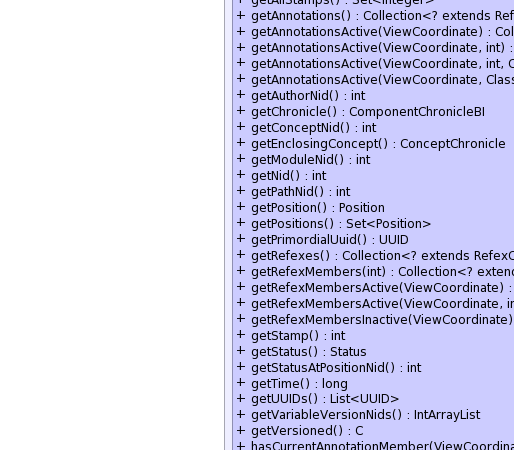 + getAllStamps() : Set<Integer>
+ getAnnotations() : Collection<? extends Ref
+ getAnnotationsActive(ViewCoordinate) : Col
+ getAnnotationsActive(ViewCoordinate, int) :
+ getAnnotationsActive(ViewCoordinate, int, C
+ getAnnotationsActive(ViewCoordinate, Class
+ getAuthorNid() : int
+ getChronicle() : ComponentChronicleBI
+ getConceptNid() : int
+ getEnclosingConcept() : ConceptChronicle
+ getModuleNid() : int
+ getNid() : int
+ getPathNid() : int
+ getPosition() : Position
+ getPositions() : Set<Position>
+ getPrimordialUuid() : UUID
+ getRefexes() : Collection<? extends RefexC
+ getRefexMembers(int) : Collection<? exten
+ getRefexMembersActive(ViewCoordinate) :
+ getRefexMembersActive(ViewCoordinate, in
+ getRefexMembersInactive(ViewCoordinate)
+ getStamp() : int
+ getStatus() : Status
+ getStatusAtPositionNid() : int
+ getTime() : long
+ getUUIDs() : List<UUID>
+ getVariableVersionNids() : IntArrayList
+ getVersioned() : C
+ hasCurrentAnnotationMember(ViewCoordina